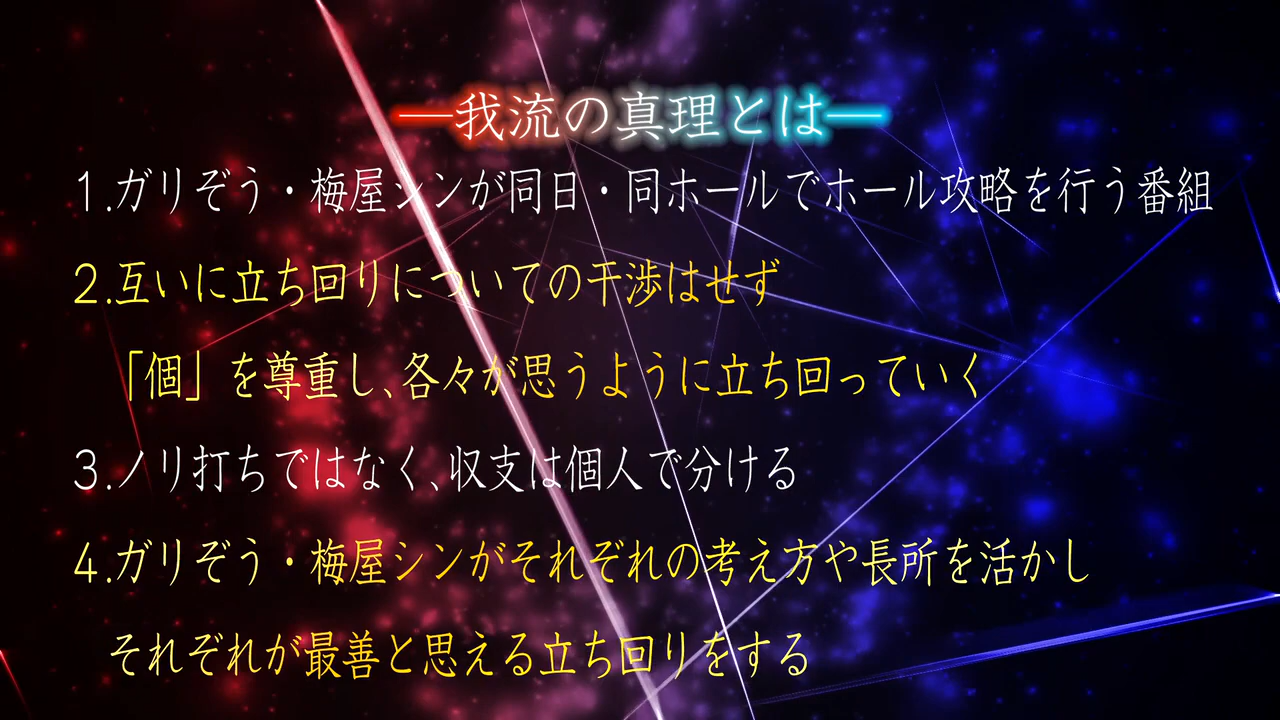 ―我流の真理とは―
1.ガリぞう・梅屋シンが同日・同ホールでホール攻略を行う番組
2.互いに立ち回りについての干渉はせず
「個」を尊重し、各々が思うように立ち回っていく
3.ノリ打ちではなく、収支は個人で分ける
4.ガリぞう・梅屋シンがそれぞれの考え方や長所を活かし
それぞれが最善と思える立ち回りをする